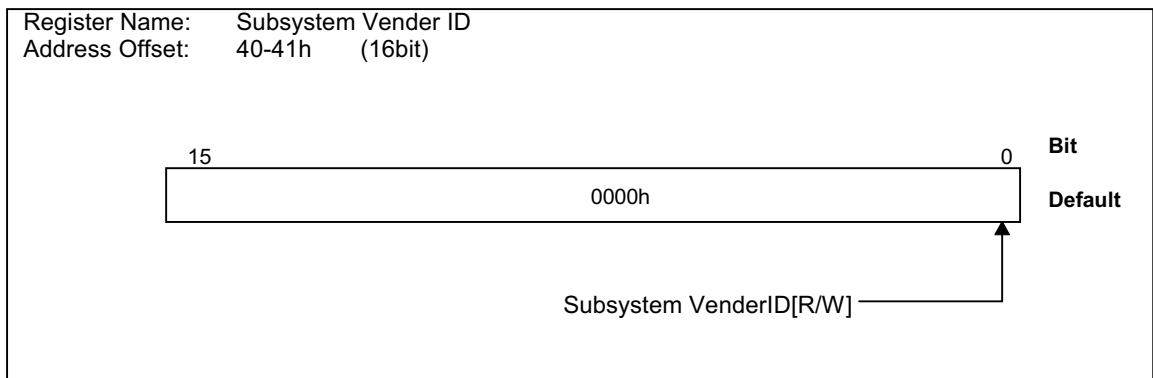 Register Name: Subsystem Vender ID
Address Offset: 40-41h (16bit)
15 0 Bit
0000h Default
Subsystem VenderID[R/W]